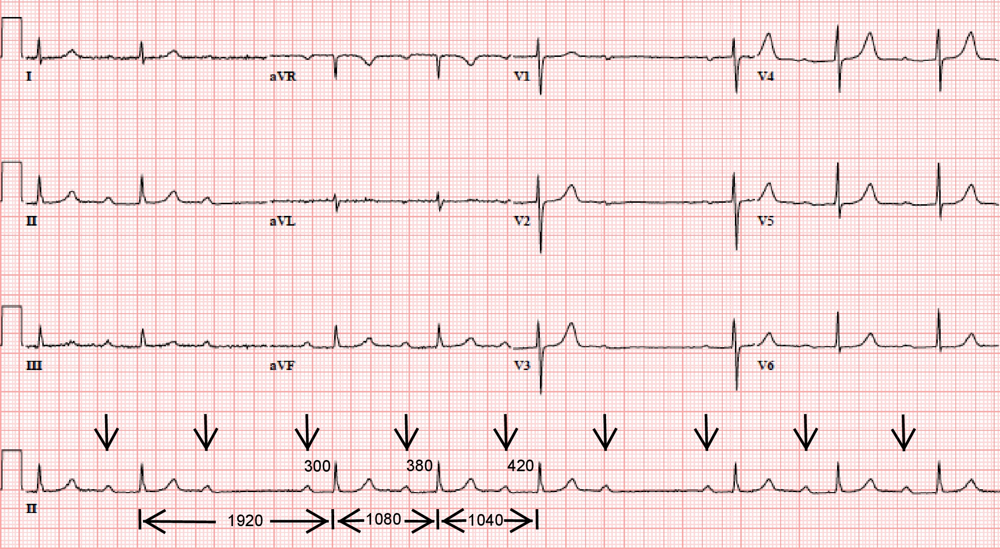 I aVR V1 V4
II aVL V2 V5
III aVF V3 V6
300 380 420
II
1920 1080 1040